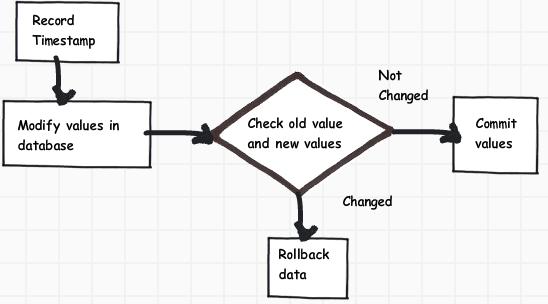 Record
Timestamp
Modify values in
database
Check old value
and new values
Not
Changed
Commit
values
Changed
Rollback
data